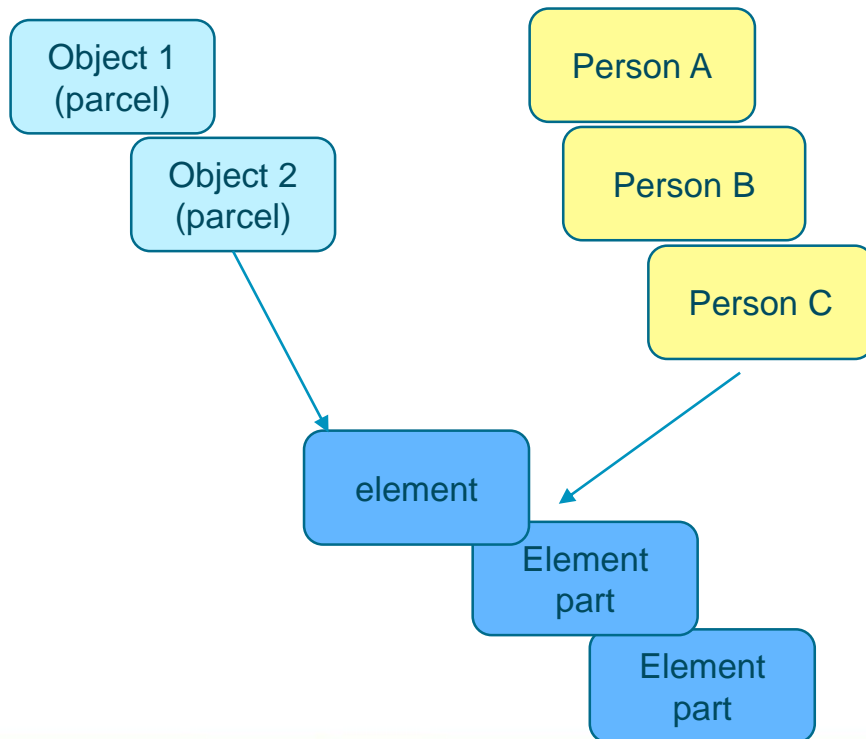 Object 1
(parcel)
Object 2
(parcel)
Person A
Person B
Person C
element
Element
part
Element
part